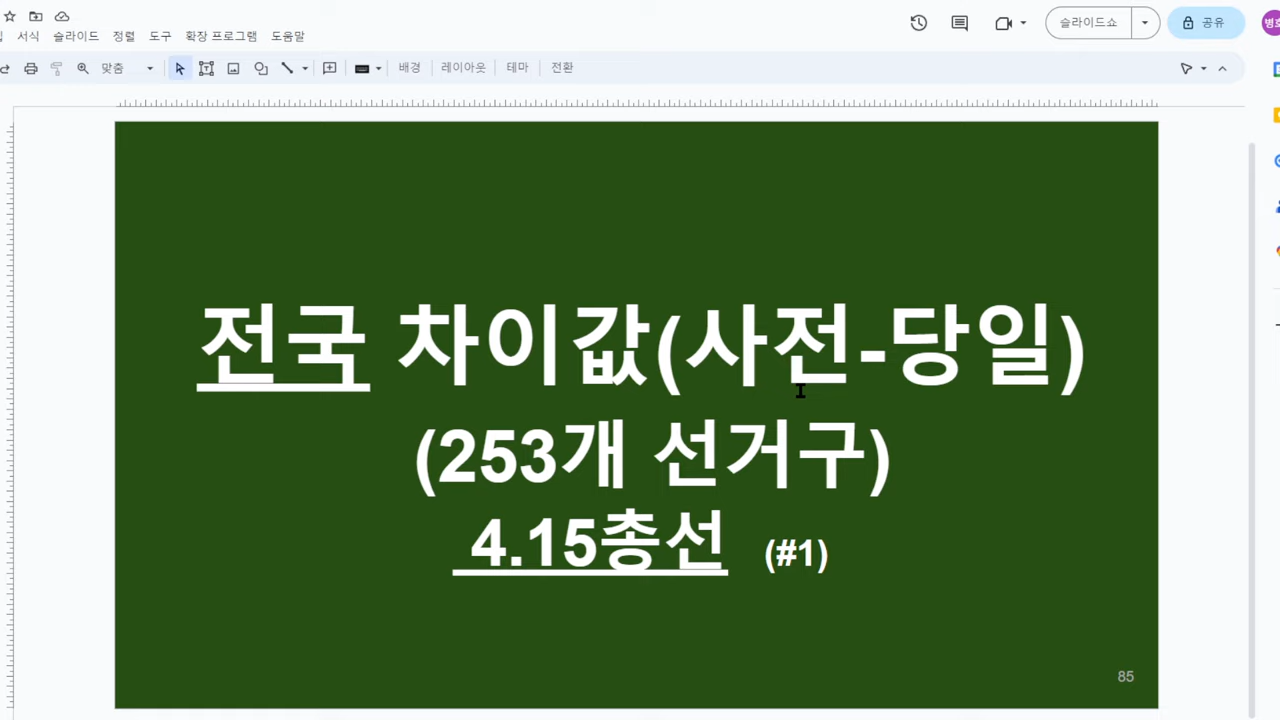 서식 슬라이드 정렬 도구 확장 프로그램 도움말
슬라이드쇼
공유
맞춤
배경 레이아웃 테마 전환
전국 차이값(사전-당일)
(253개 선거구)
4.15총선 (#1)
85